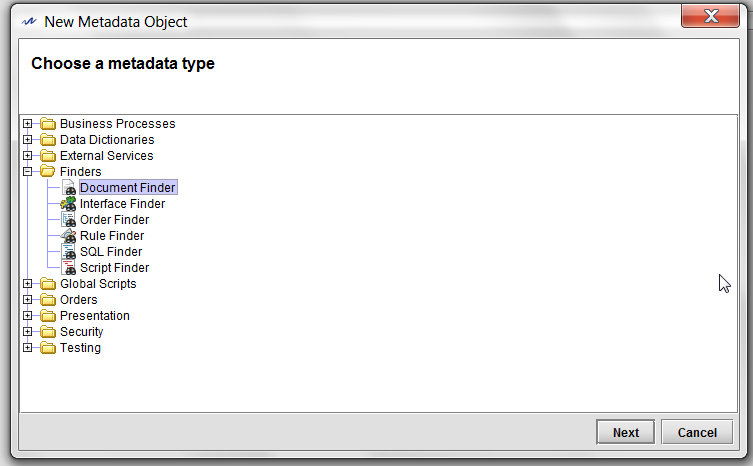 New Metadata Object
Choose a metadata type
Business Processes
Data Dictionaries
External Services
Finders
Document Finder
Interface Finder
Order Finder
Rule Finder
SQL Finder
Script Finder
Global Scripts
Orders
Presentation
Security
Testing
Next Cancel